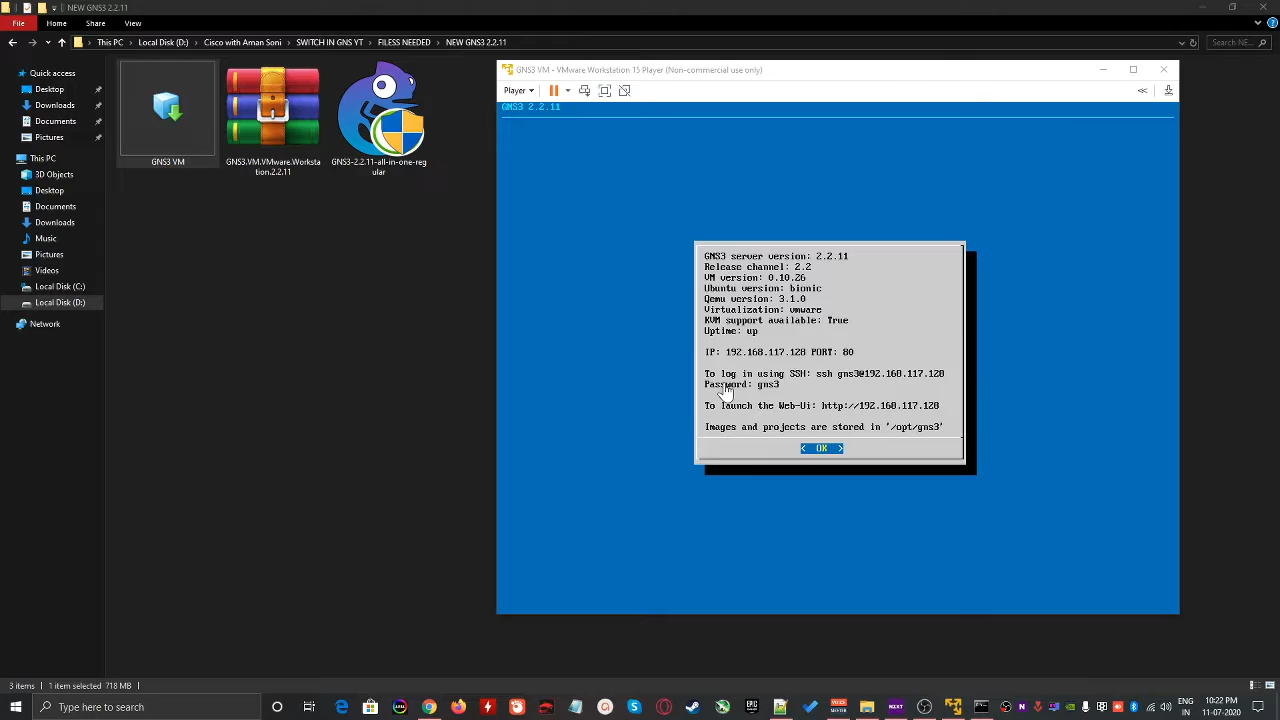 NEW GNS3 2.2.11
File
Home
Share
View
This PC
Local Disk (D:)
Cisco with Aman Soni
SWITCH IN GNS YT
FILESS NEEDED
NEW GNS3 2.2.11
Search NE...
Quick access
Desktop
Downloads
Documents
Pictures
This PC
3D Objects
Desktop
Documents
Downloads
Music
Pictures
Videos
Local Disk (C:)
Local Disk (D:)
Network
GNS3 VM
GNS3.VM.VMware.Worksta
tion.2.2.11
GNS3-2.2.11-all-in-one-reg
ular
GNS3 VM - VMware Workstation 15 Player (Non-commercial use only)
Player
GNS3 2.2.11
GNS3 server version: 2.2.11
Release channel: 2.2
VM version: 0.10.26
Ubuntu version: bionic
Qemu version: 3.1.0
Virtualization: vmware
KVM support available: True
Uptime: up
IP: 192.168.117.128 PORT: 80
To log in using SSH: ssh gns3@192.168.117.128
Password: gns3
To launch the Web-Ui: http://192.168.117.128
Images and projects are stored in '/opt/gns3'
< OK >
3 items
1 item selected 718 MB
Type here to search
ENG
IN
10:22 PM
11-07-2020